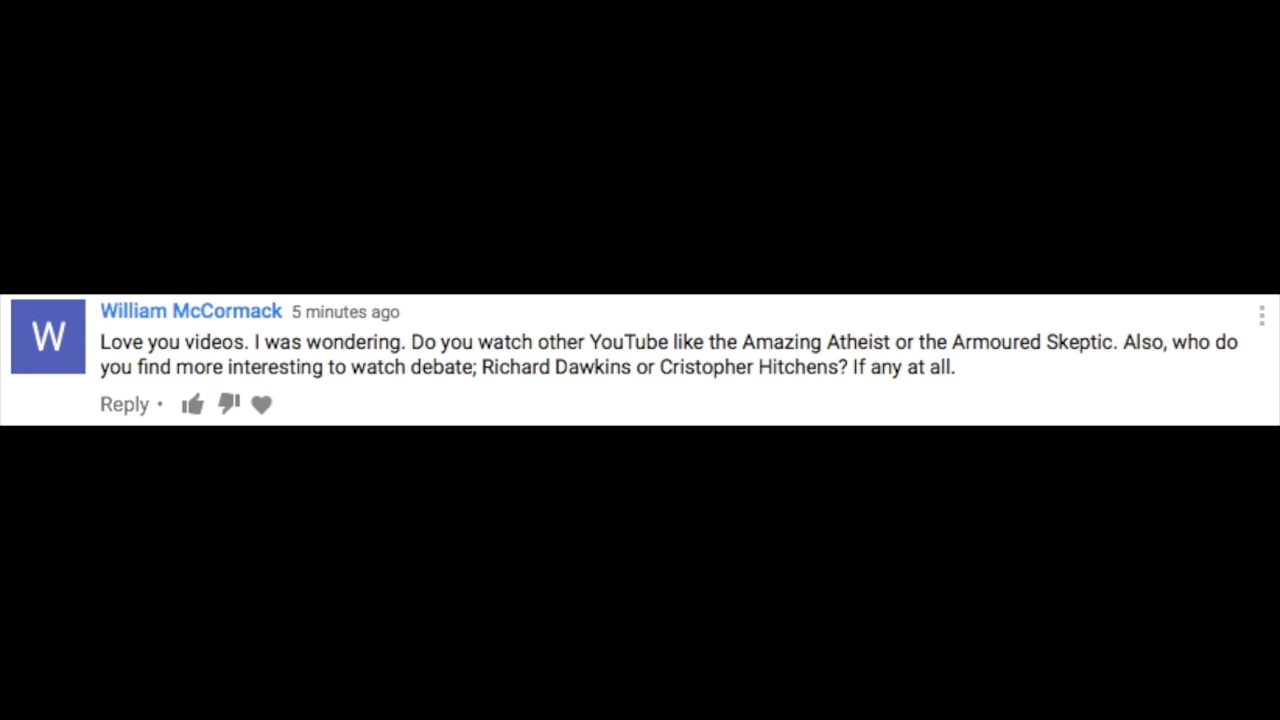 W
William McCormack 5 minutes ago
Love you videos. I was wondering. Do you watch other YouTube like the Amazing Atheist or the Armoured Skeptic. Also, who do
you find more interesting to watch debate; Richard Dawkins or Cristopher Hitchens? If any at all.
Reply •